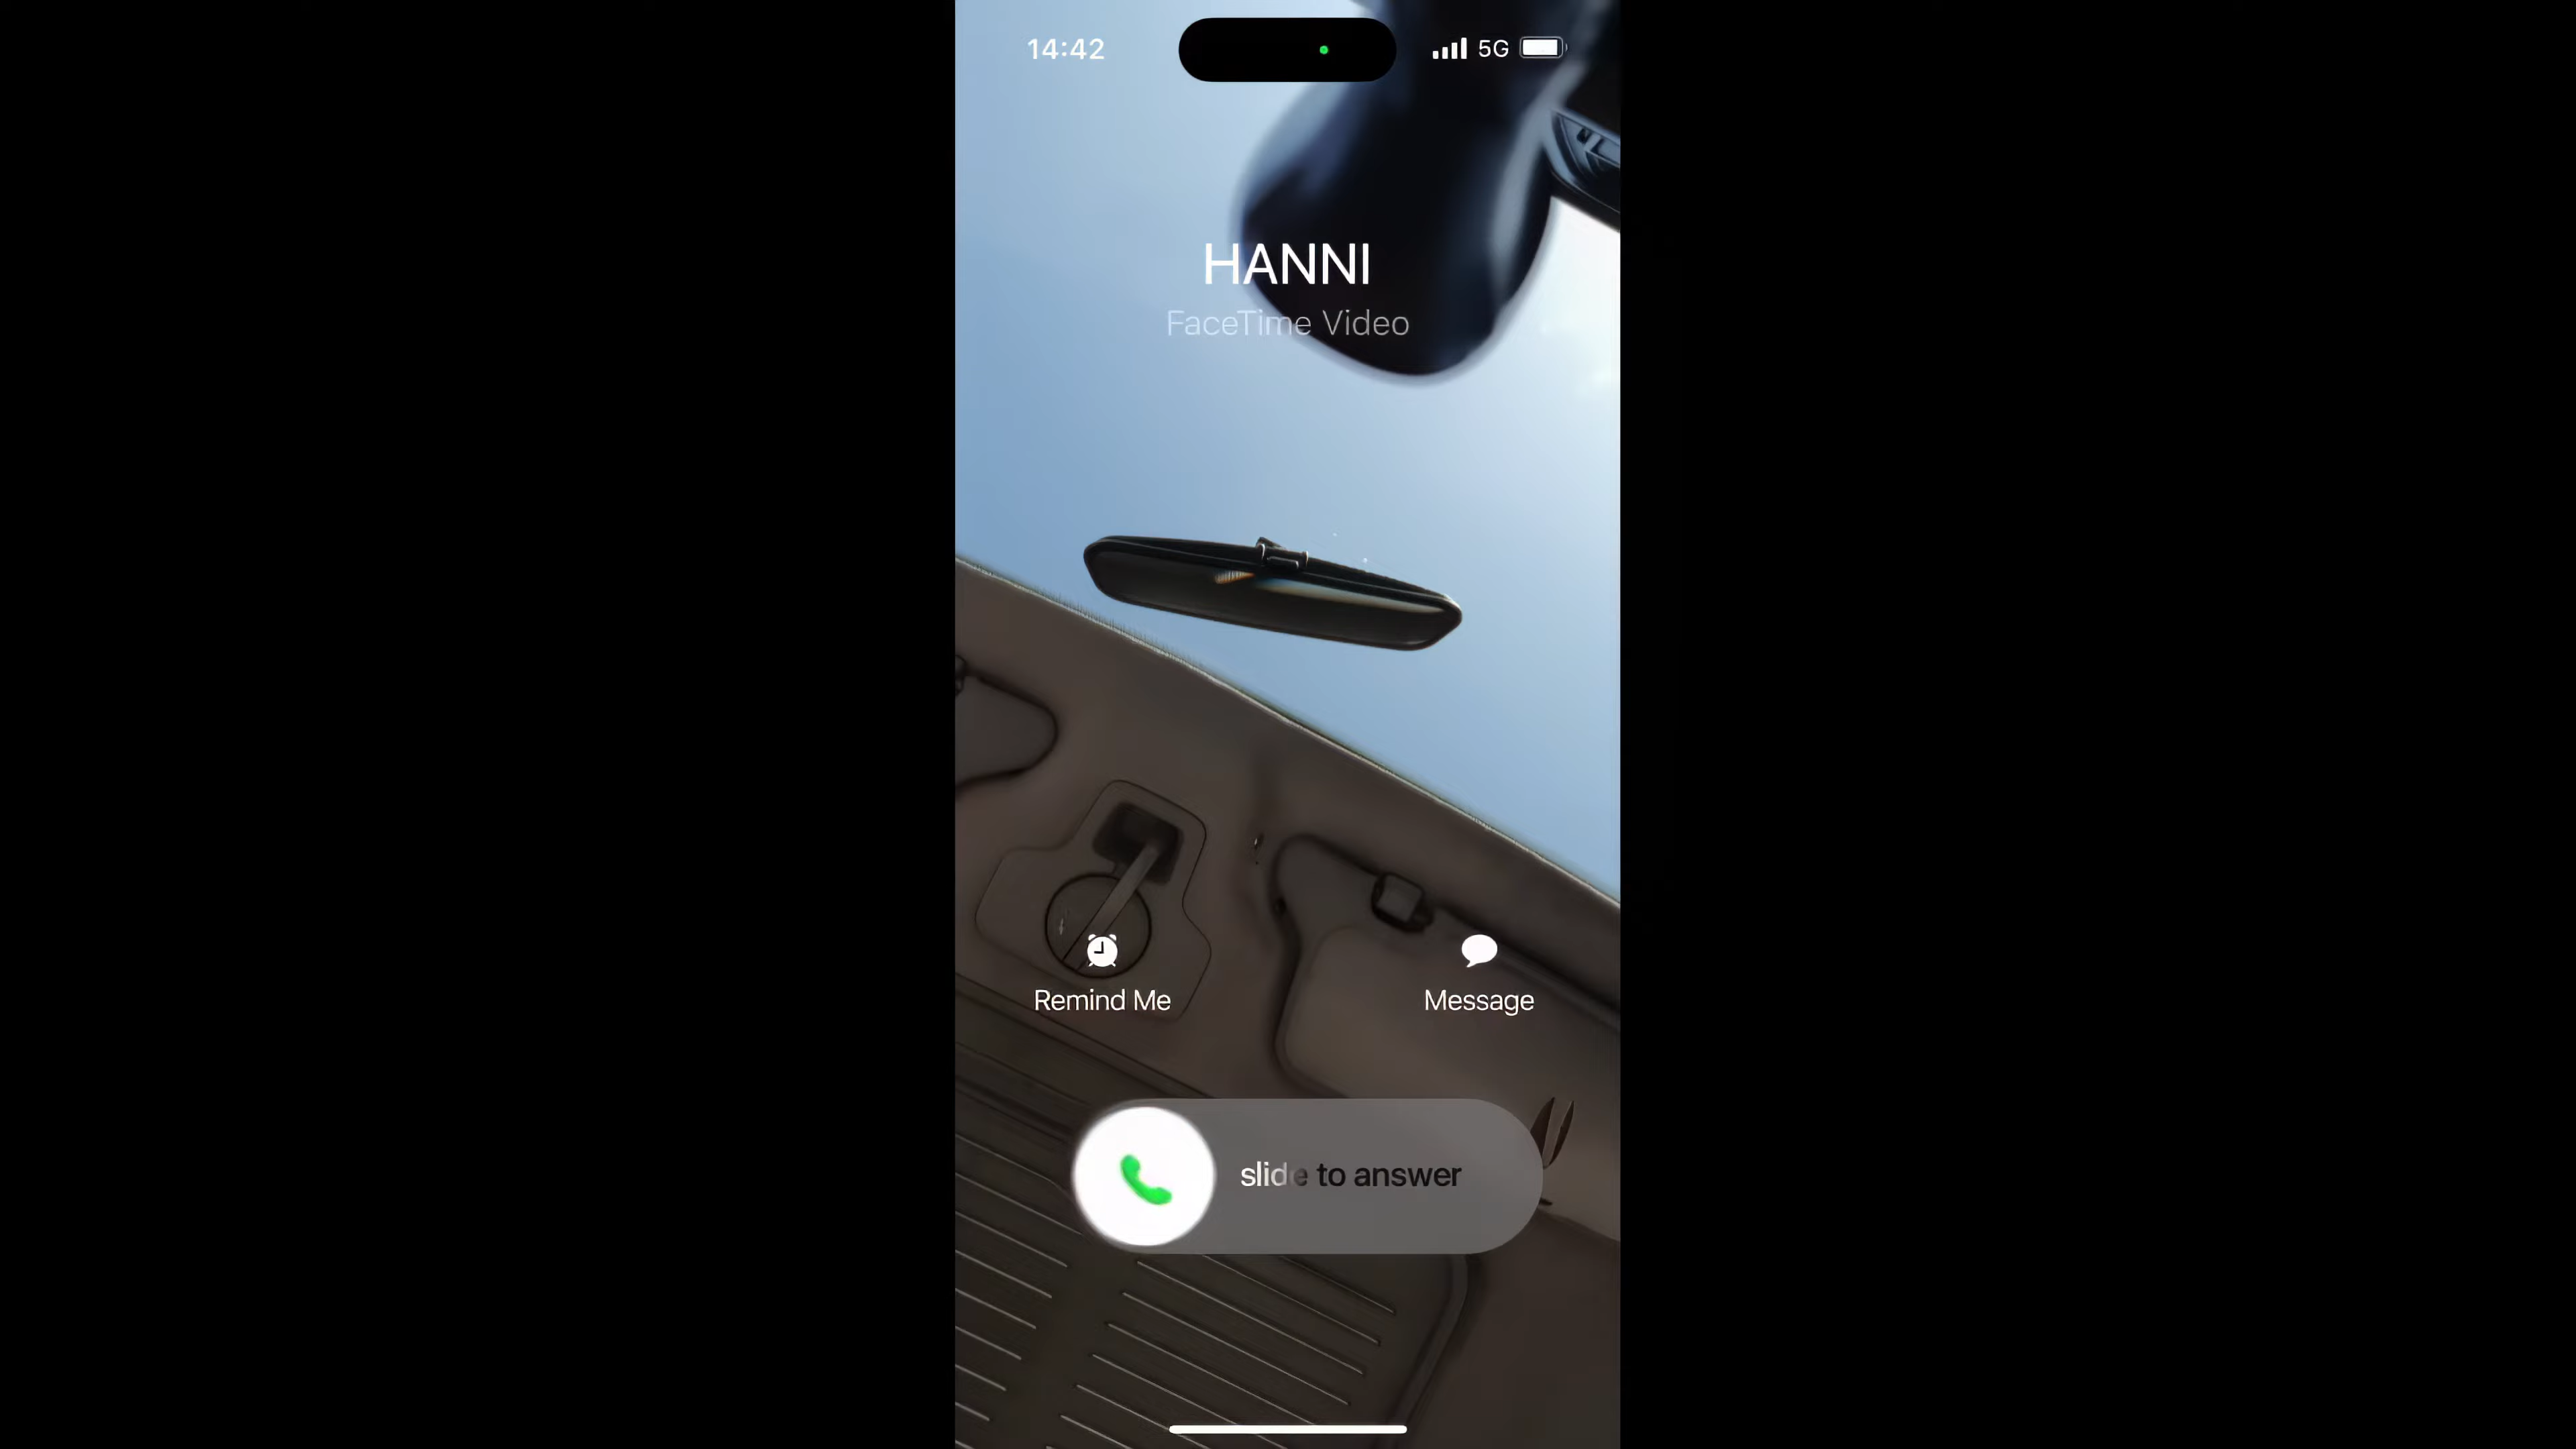 14:42
5G
HANNI
FaceTime Video
Remind Me
Message
slide to answer